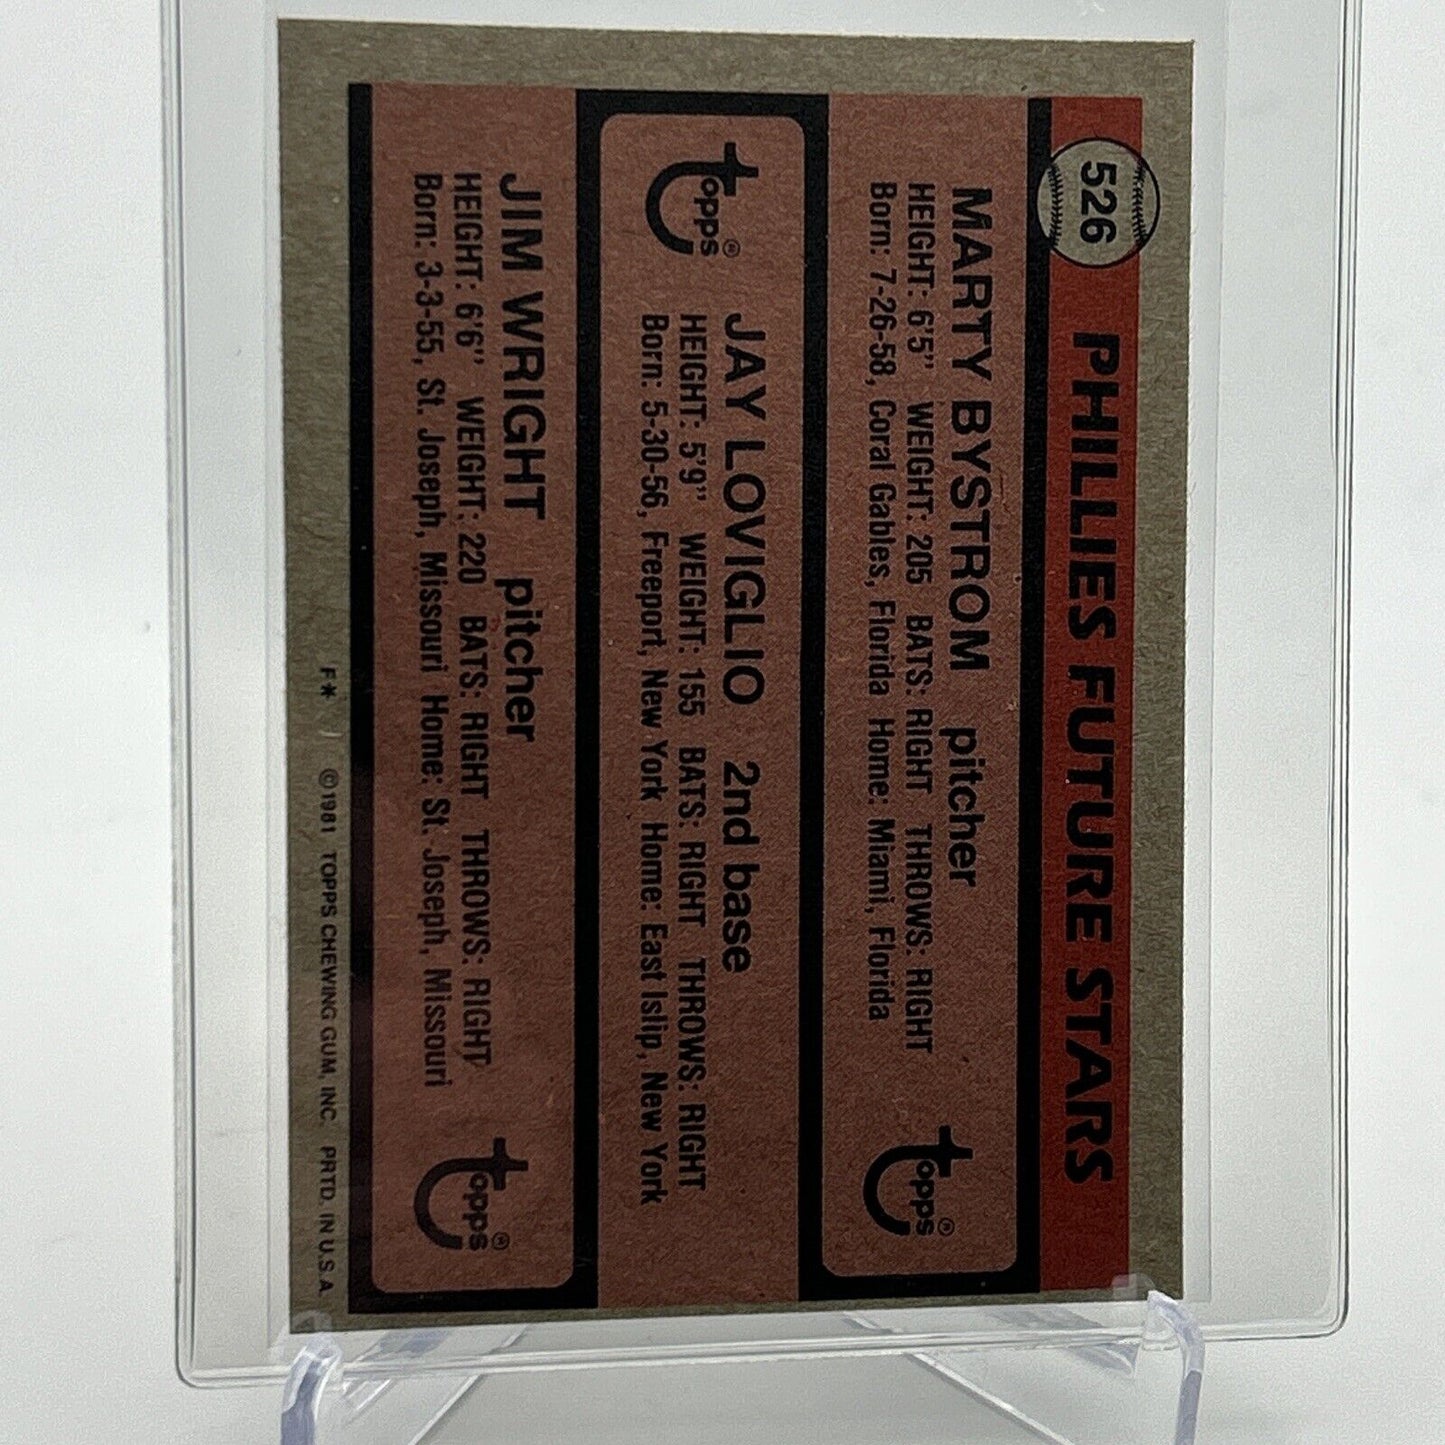 526
PHILLIES FUTURE STARS
MARTY BYSTROM pitcher
HEIGHT: 6'5" WEIGHT: 205 BATS: RIGHT THROWS: RIGHT
Born: 7-26-58, Coral Gables, Florida Home: Miami, Florida
topps®
topps®
JAY LOVIGLIO 2nd base
HEIGHT: 5'9" WEIGHT: 155 BATS: RIGHT THROWS: RIGHT
Born: 5-30-56, Freeport, New York Home: East Islip, New York
JIM WRIGHT pitcher
HEIGHT: 6'6" WEIGHT: 220 BATS: RIGHT THROWS: RIGHT
Born: 3-3-55, St. Joseph, Missouri Home: St. Joseph, Missouri
topps®
F* ©1981 TOPPS CHEWING GUM, INC. PRTD. IN U.S.A.